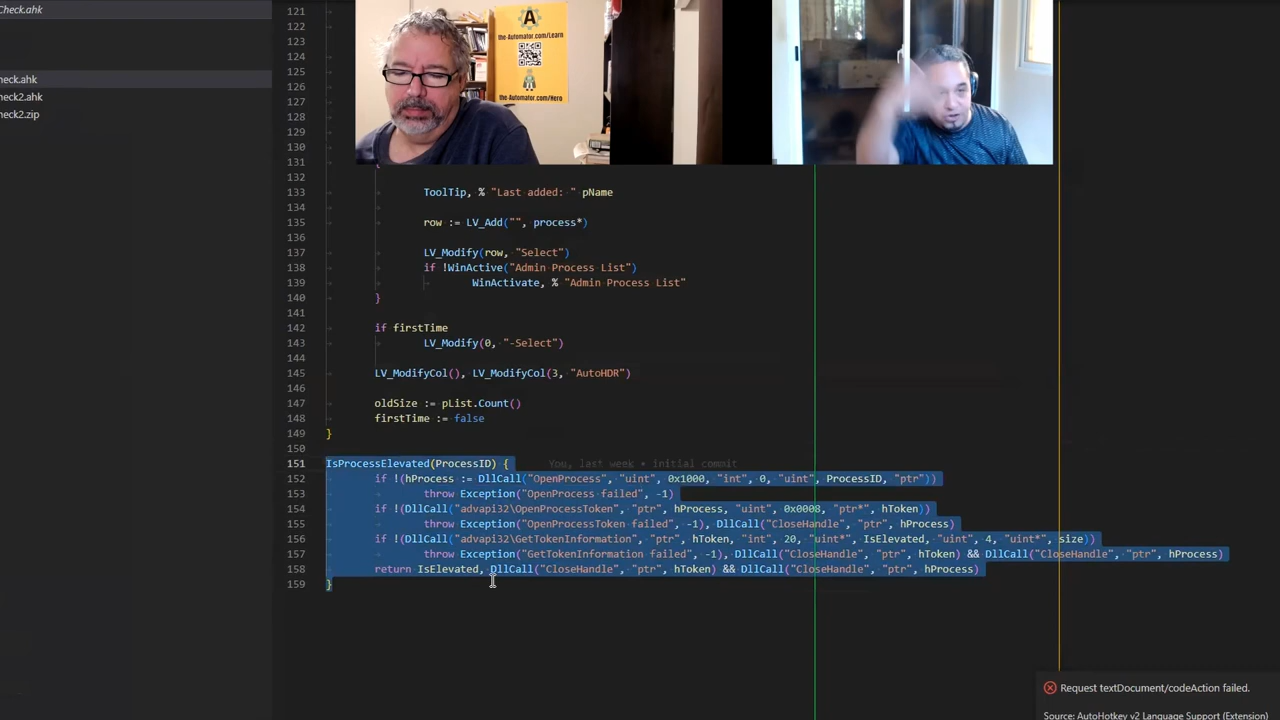 Check.ahk
heck.ahk
heck2.ahk
heck2.zip
the-Automator.com/Learn
the-Automator.com/Hero
121
122
123
124
125
126
127
128
129
130
131
132
133 ToolTip, % "Last added: " pName
134
135 row := LV_Add("", process*)
136
137 LV_Modify(row, "Select")
138 if !WinActive("Admin Process List")
139 WinActivate, % "Admin Process List"
140 }
141
142 if firstTime
143 LV_Modify(0, "-Select")
144
145 LV_ModifyCol(), LV_ModifyCol(3, "AutoHDR")
146
147 oldSize := pList.Count()
148 firstTime := false
149 }
150
151 IsProcessElevated(ProcessID) { You, last week • initial commit
152 if !(hProcess := DllCall("OpenProcess", "uint", 0x1000, "int", 0, "uint", ProcessID, "ptr"))
153 throw Exception("OpenProcess failed", -1)
154 if !(DllCall("advapi32\OpenProcessToken", "ptr", hProcess, "uint", 0x0008, "ptr*", hToken))
155 throw Exception("OpenProcessToken failed", -1), DllCall("CloseHandle", "ptr", hProcess)
156 if !(DllCall("advapi32\GetTokenInformation", "ptr", hToken, "int", 20, "uint*", IsElevated, "uint", 4, "uint*", size))
157 throw Exception("GetTokenInformation failed", -1), DllCall("CloseHandle", "ptr", hToken) && DllCall("CloseHandle", "ptr", hProcess)
158 return IsElevated, DllCall("CloseHandle", "ptr", hToken) && DllCall("CloseHandle", "ptr", hProcess)
159 }
Request textDocument/codeAction failed.
Source: AutoHotkey v2 Language Support (Extension)